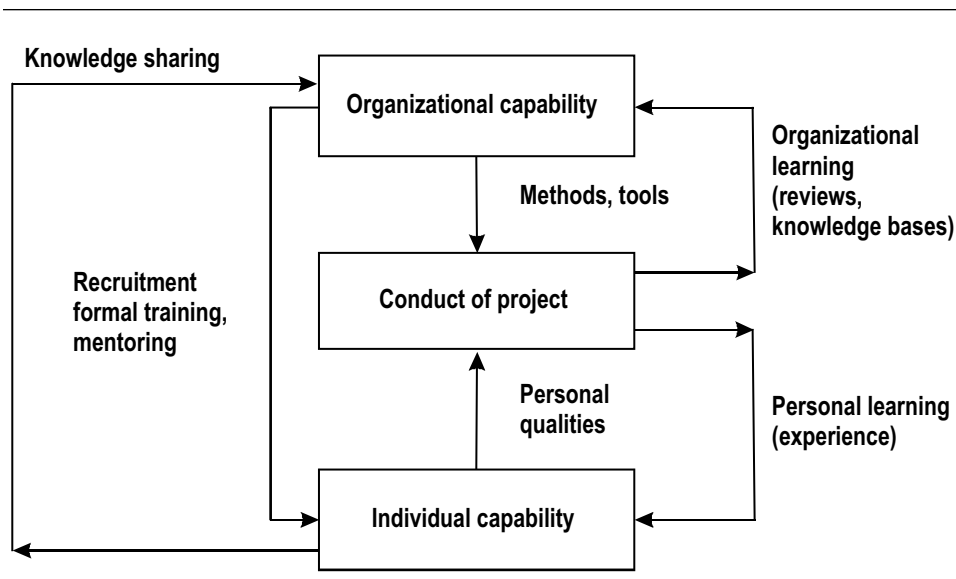 Knowledge sharing
Organizational capability
Organizational
learning
(reviews,
knowledge bases)
Methods, tools
Recruitment
formal training,
mentoring
Conduct of project
Personal
qualities
Personal learning
(experience)
Individual capability